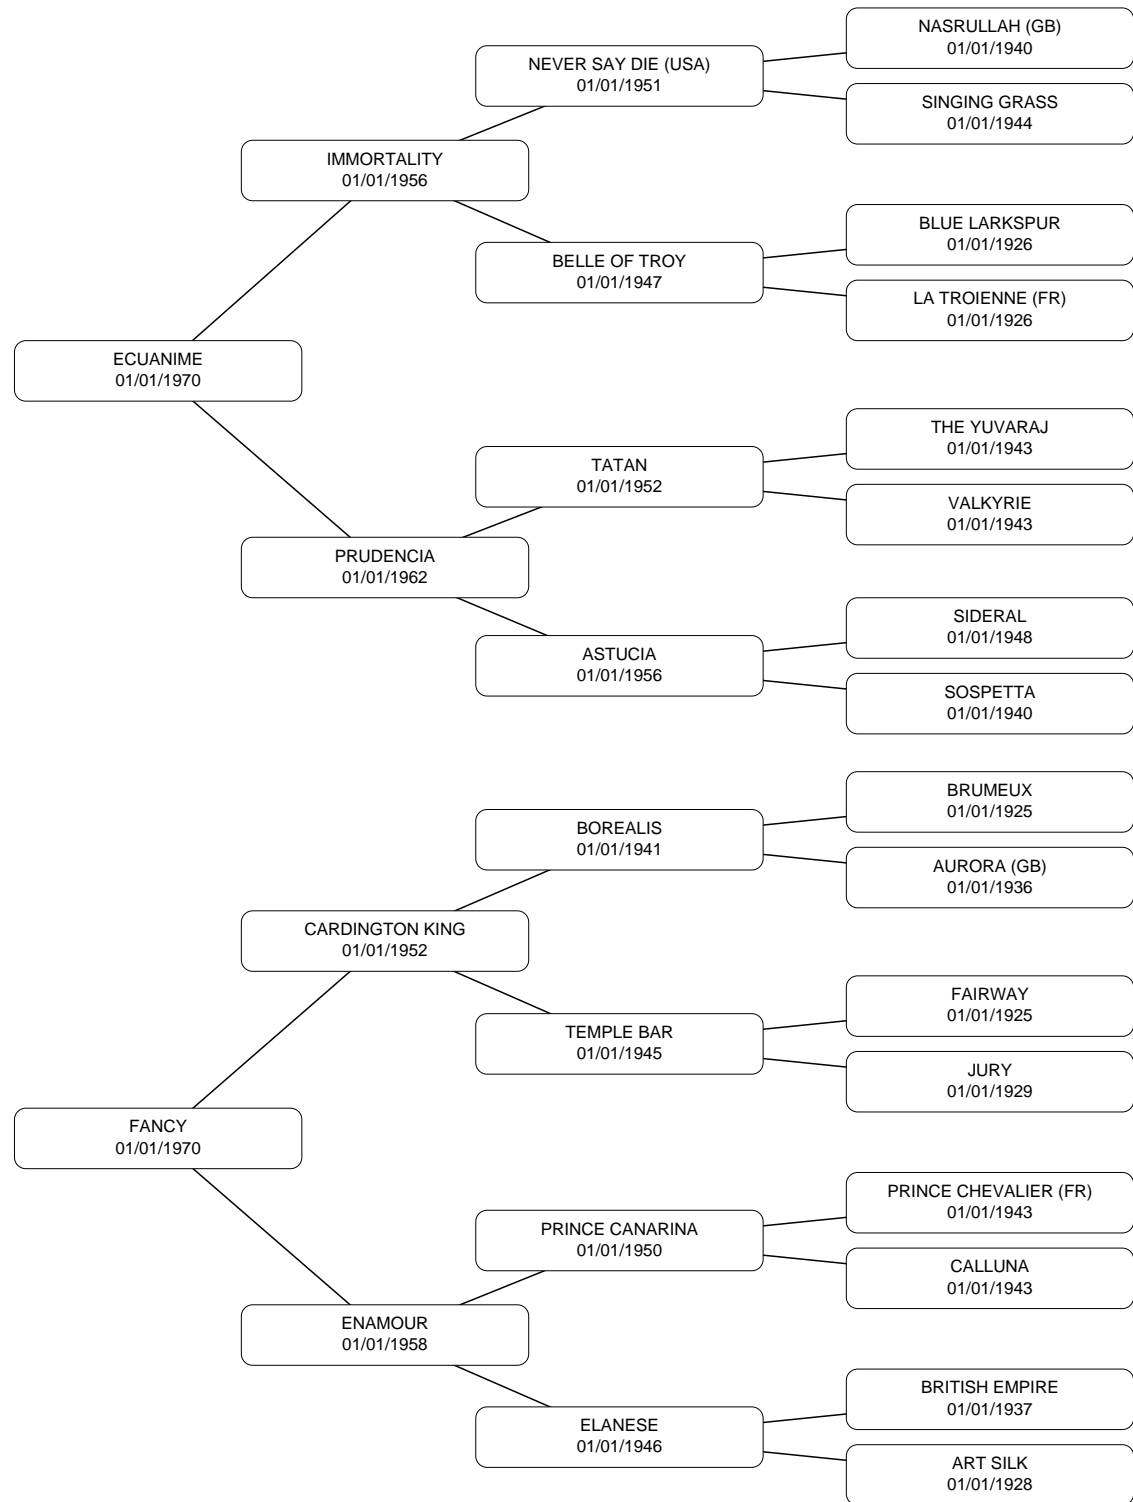 NASRULLAH (GB)
01/01/1940
NEVER SAY DIE (USA)
01/01/1951
SINGING GRASS
01/01/1944
IMMORTALITY
01/01/1956
BLUE LARKSPUR
01/01/1926
BELLE OF TROY
01/01/1947
LA TROIENNE (FR)
01/01/1926
ECUANIME
01/01/1970
THE YUVARAJ
01/01/1943
TATAN
01/01/1952
VALKYRIE
01/01/1943
PRUDENCIA
01/01/1962
SIDERAL
01/01/1948
ASTUCIA
01/01/1956
SOSPETTA
01/01/1940
BRUMEUX
01/01/1925
BOREALIS
01/01/1941
AURORA (GB)
01/01/1936
CARDINGTON KING
01/01/1952
FAIRWAY
01/01/1925
TEMPLE BAR
01/01/1945
JURY
01/01/1929
FANCY
01/01/1970
PRINCE CHEVALIER (FR)
01/01/1943
PRINCE CANARINA
01/01/1950
CALLUNA
01/01/1943
ENAMOUR
01/01/1958
BRITISH EMPIRE
01/01/1937
ELANESE
01/01/1946
ART SILK
01/01/1928